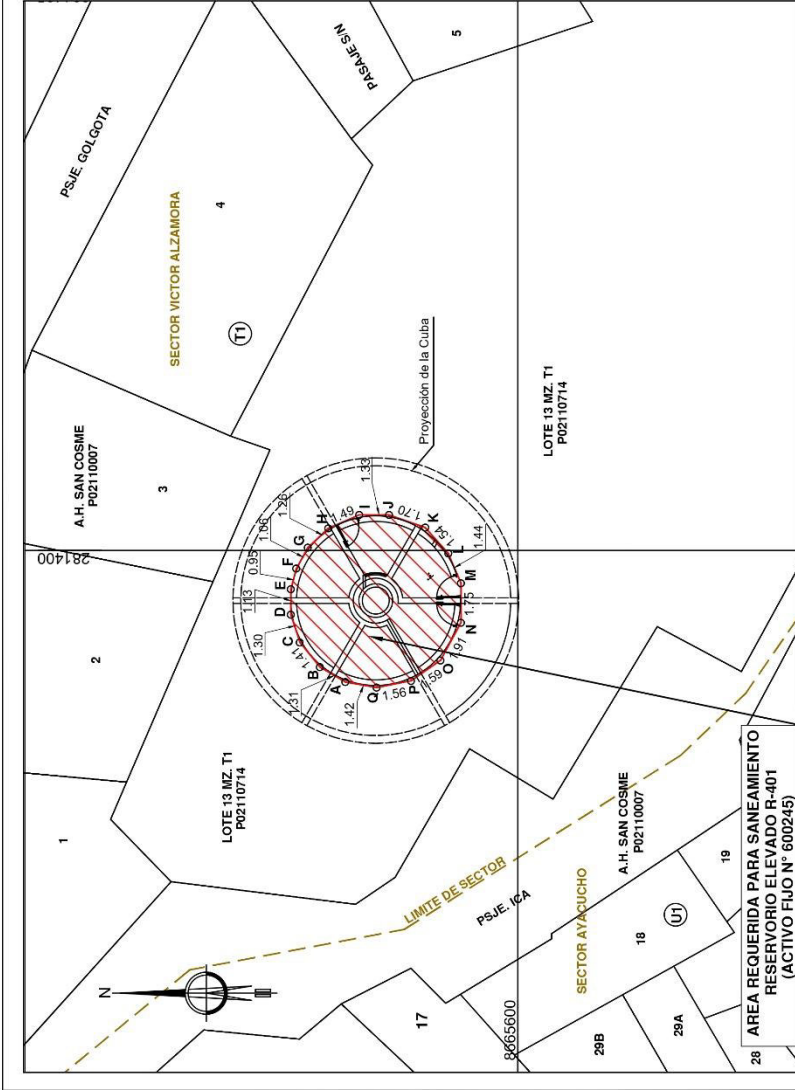 PSJE. GOLGOTA
PASAJE S/N
5
SECTOR VICTOR ALZAMORA
4
T1
A.H. SAN COSME
P02110007
3
2
1
281400
Proyección de la Cuba
LOTE 13 MZ. T1
P02110714
LOTE 13 MZ. T1
P02110714
A
B
C
D
E
F
G
H
I
J
K
L
M
N
O
P
Q
1.31
1.41
1.30
1.13
0.95
1.06
1.26
1.49
1.33
1.70
1.54
1.44
1.75
1.91
1.59
1.56
1.42
N
LIMITE DE SECTOR
PSJE. ICA
A.H. SAN COSME
P02110007
SECTOR AYACUCHO
17
18
U1
19
8665600
29B
29A
28
AREA REQUERIDA PARA SANEAMIENTO
RESERVORIO ELEVADO R-401
(ACTIVO FIJO N° 600245)